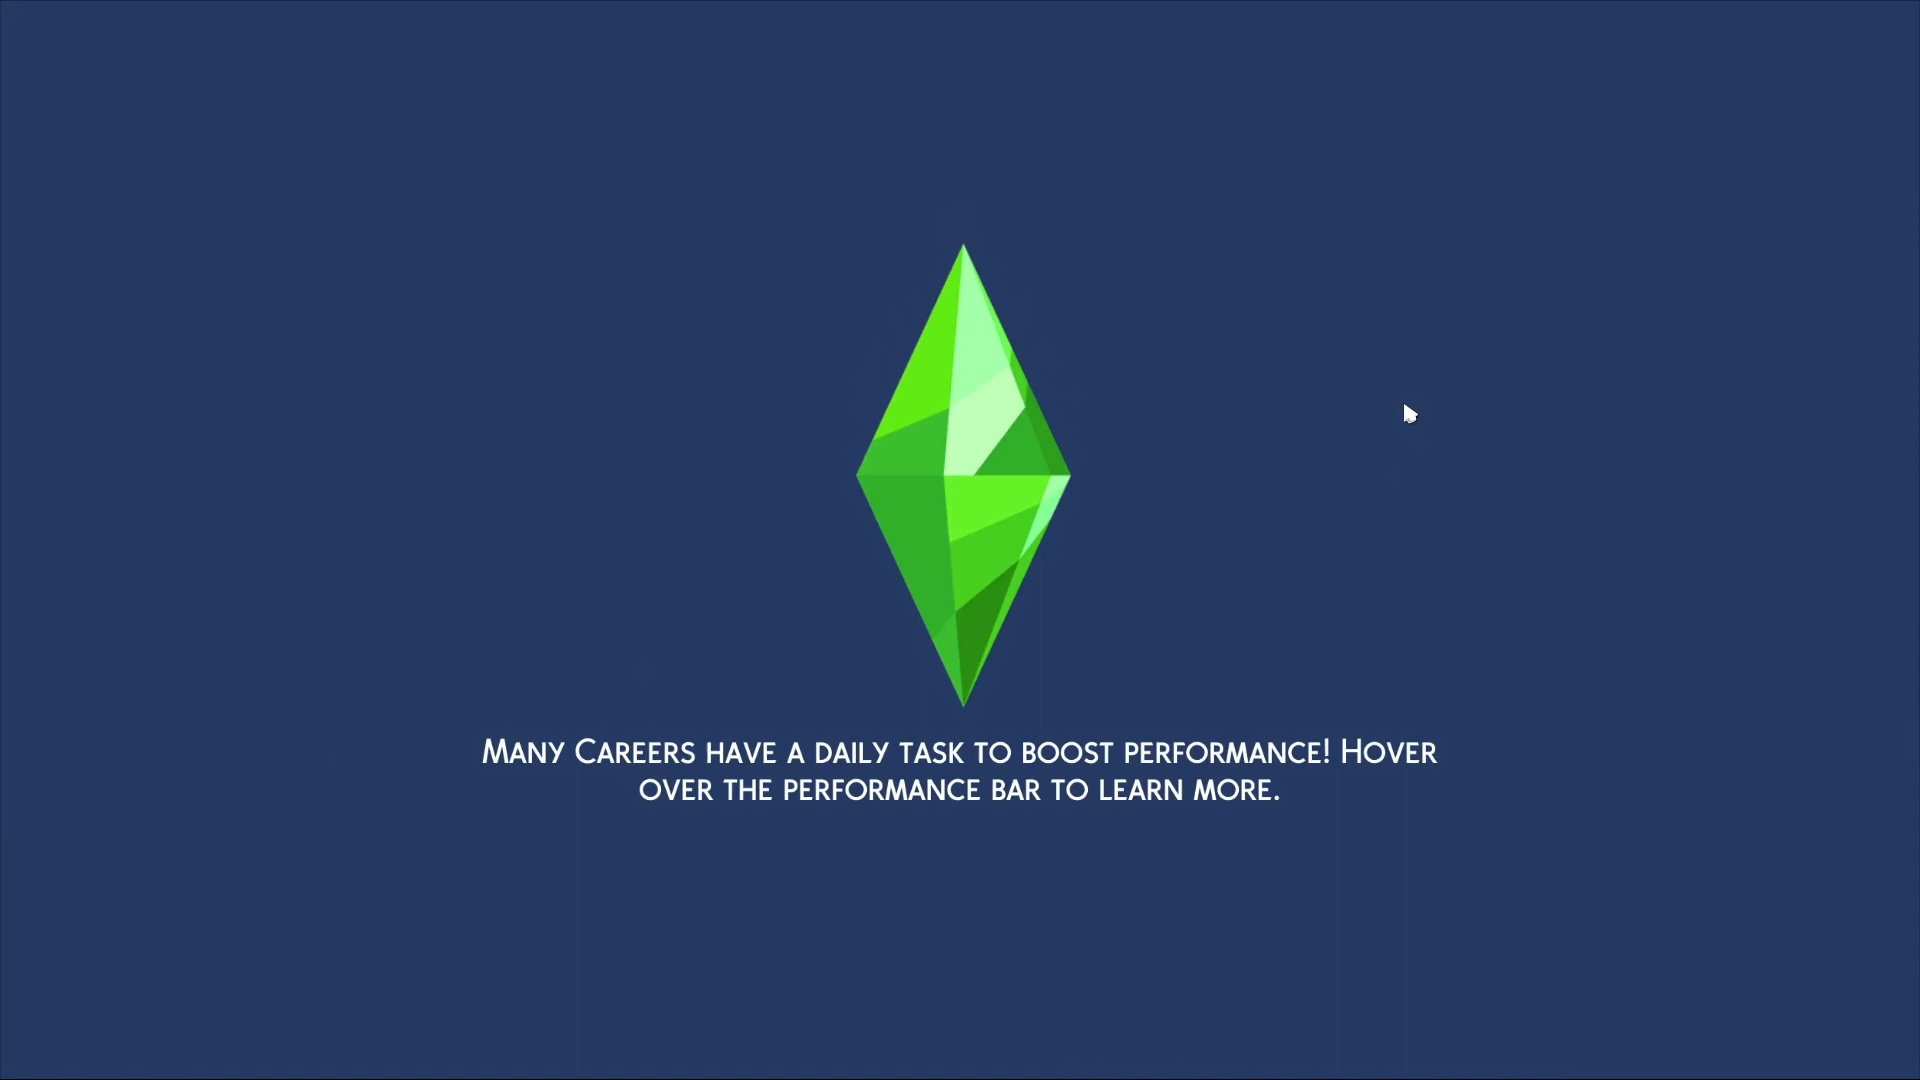 Many Careers have a daily task to boost performance! Hover
over the performance bar to learn more.